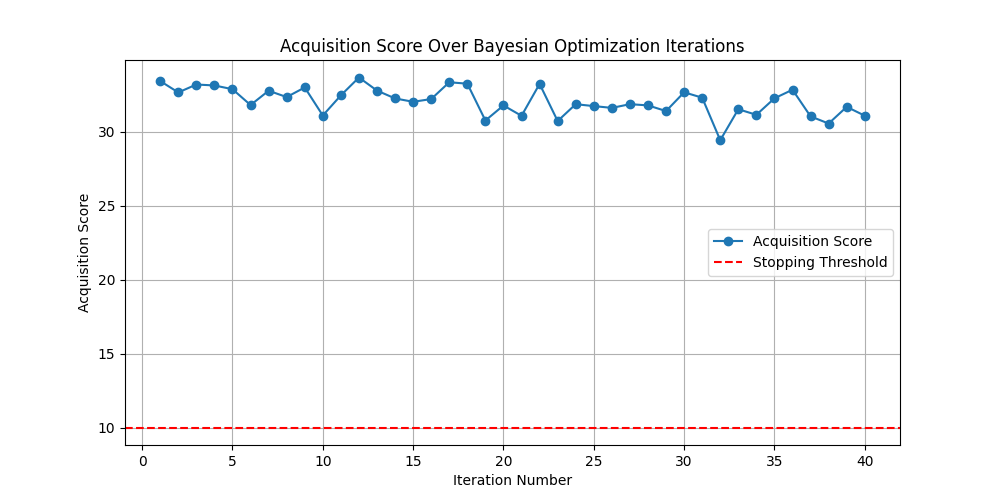 Acquisition Score Over Bayesian Optimization Iterations
Acquisition Score
30
25
20
15
10
Acquisition Score
Stopping Threshold
0 5 10 15 20 25 30 35 40
Iteration Number